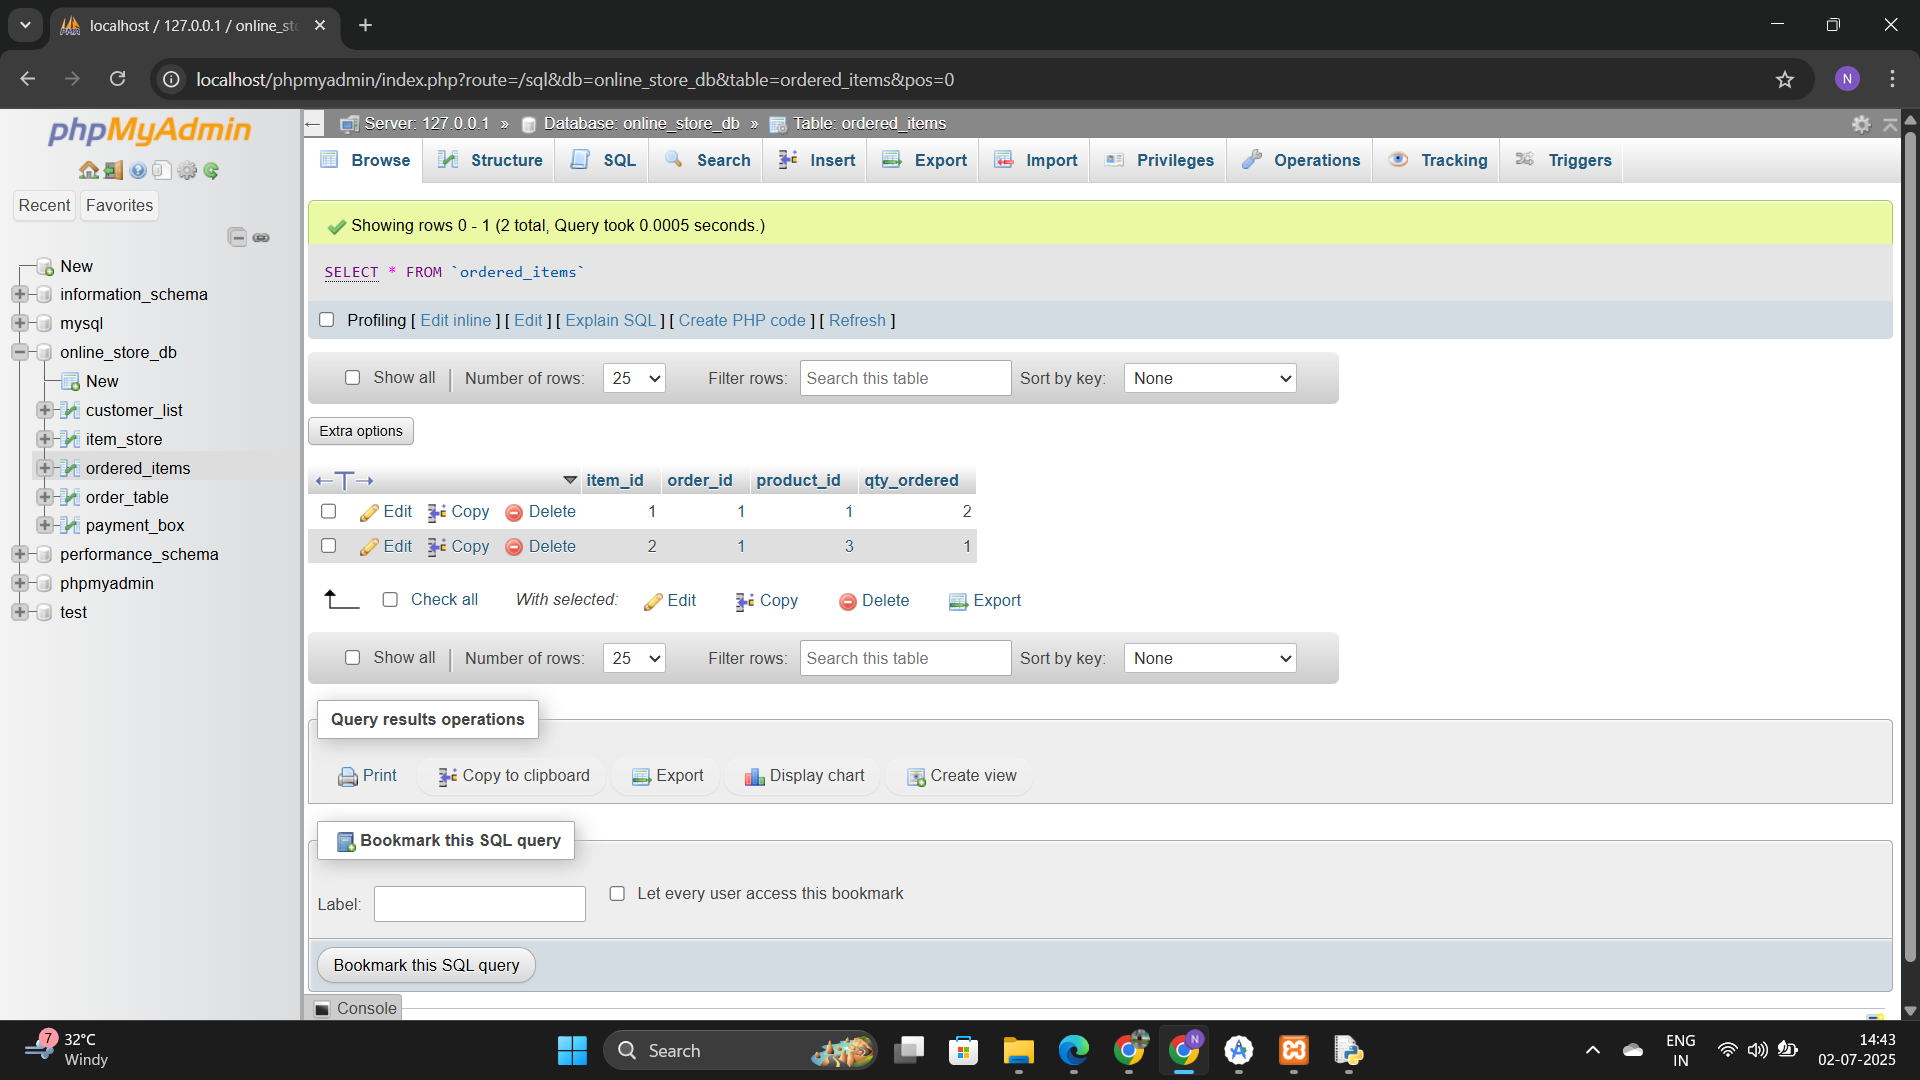 localhost / 127.0.0.1 / online_st
localhost/phpmyadmin/index.php?route=/sql&db=online_store_db&table=ordered_items&pos=0
N
phpMyAdmin
Recent
Favorites
New
information_schema
mysql
online_store_db
New
customer_list
item_store
ordered_items
order_table
payment_box
performance_schema
phpmyadmin
test
Server: 127.0.0.1 » Database: online_store_db » Table: ordered_items
Browse Structure SQL Search Insert Export Import Privileges Operations Tracking Triggers
Showing rows 0 - 1 (2 total, Query took 0.0005 seconds.)
SELECT * FROM `ordered_items`
Profiling [ Edit inline ] [ Edit ] [ Explain SQL ] [ Create PHP code ] [ Refresh ]
Show all | Number of rows: 25 Filter rows: Search this table Sort by key: None
Extra options
item_id order_id product_id qty_ordered
Edit Copy Delete 1 1 1 2
Edit Copy Delete 2 1 3 1
Check all With selected: Edit Copy Delete Export
Show all | Number of rows: 25 Filter rows: Search this table Sort by key: None
Query results operations
Print Copy to clipboard Export Display chart Create view
Bookmark this SQL query
Label: Let every user access this bookmark
Bookmark this SQL query
Console
7
32°C
Windy
Search
N
ENG
IN
14:43
02-07-2025